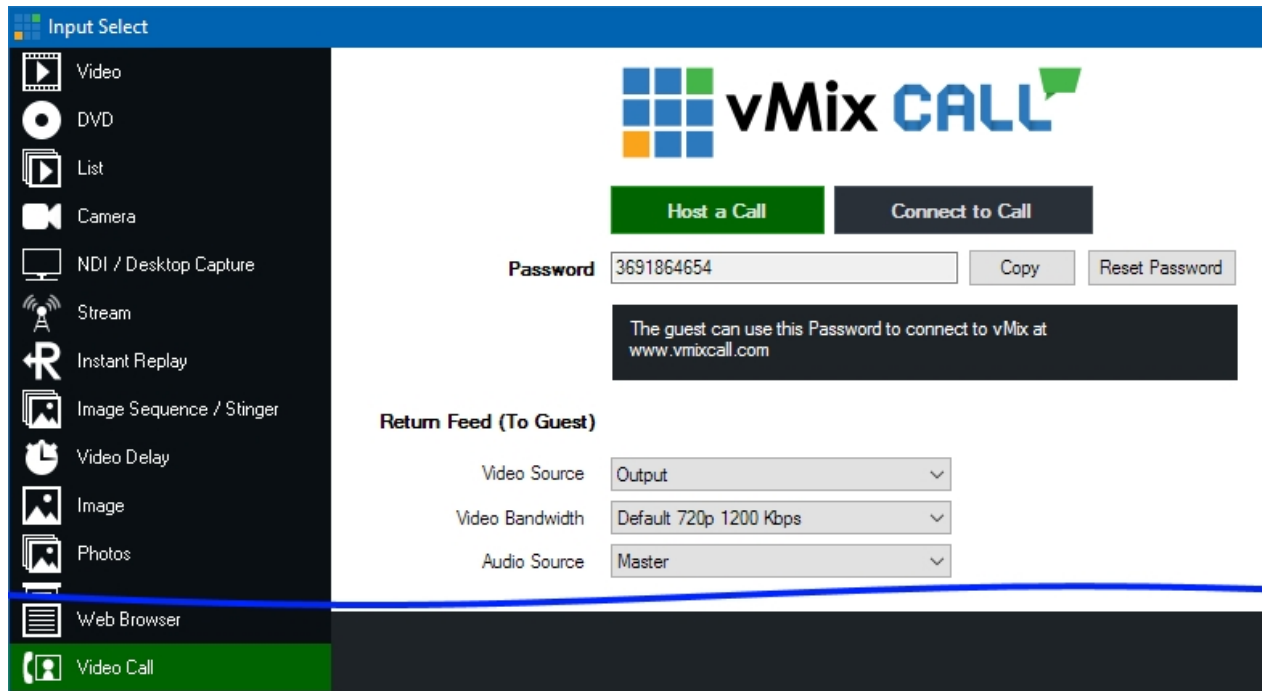 Input Select
Video
DVD
List
Camera
NDI / Desktop Capture
Stream
Instant Replay
Image Sequence / Stinger
Video Delay
Image
Photos
Web Browser
Video Call
vMix CALL
Host a Call
Connect to Call
Password
3691864654
Copy
Reset Password
The guest can use this Password to connect to vMix at
www.vmixcall.com
Return Feed (To Guest)
Video Source
Output
Video Bandwidth
Default 720p 1200 Kbps
Audio Source
Master